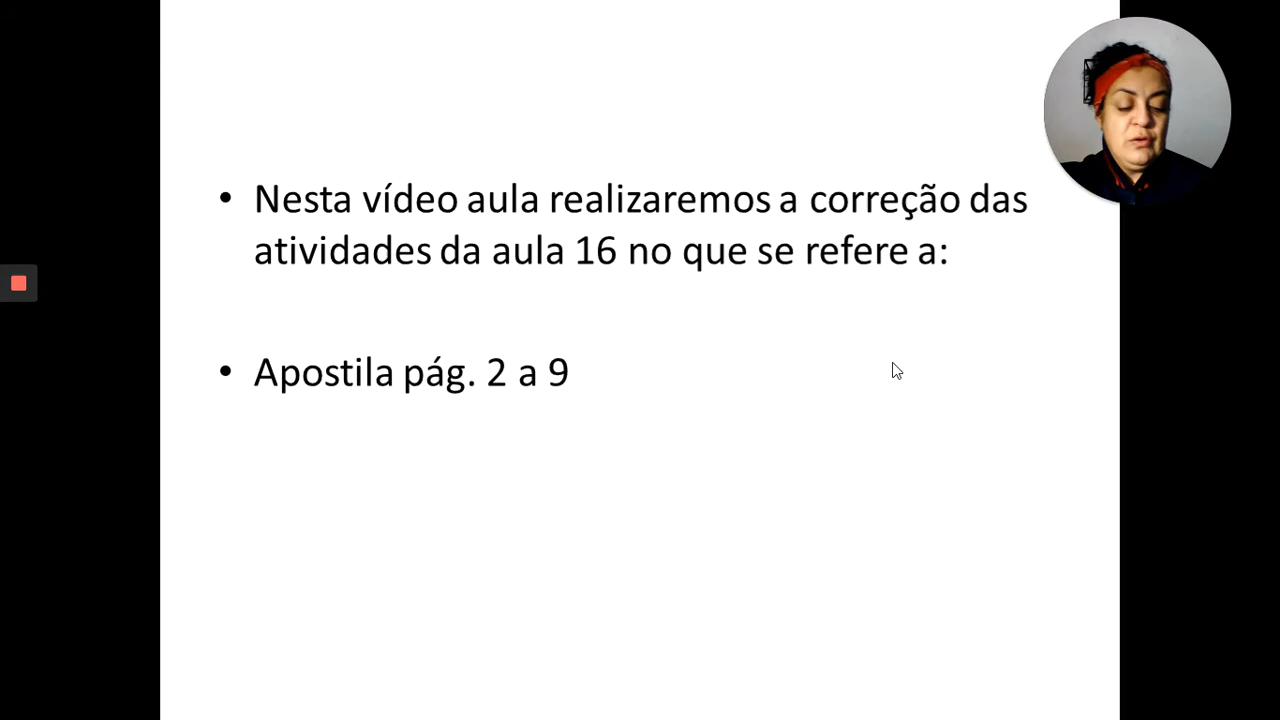 • Nesta vídeo aula realizaremos a correção das
atividades da aula 16 no que se refere a:
• Apostila pág. 2 a 9